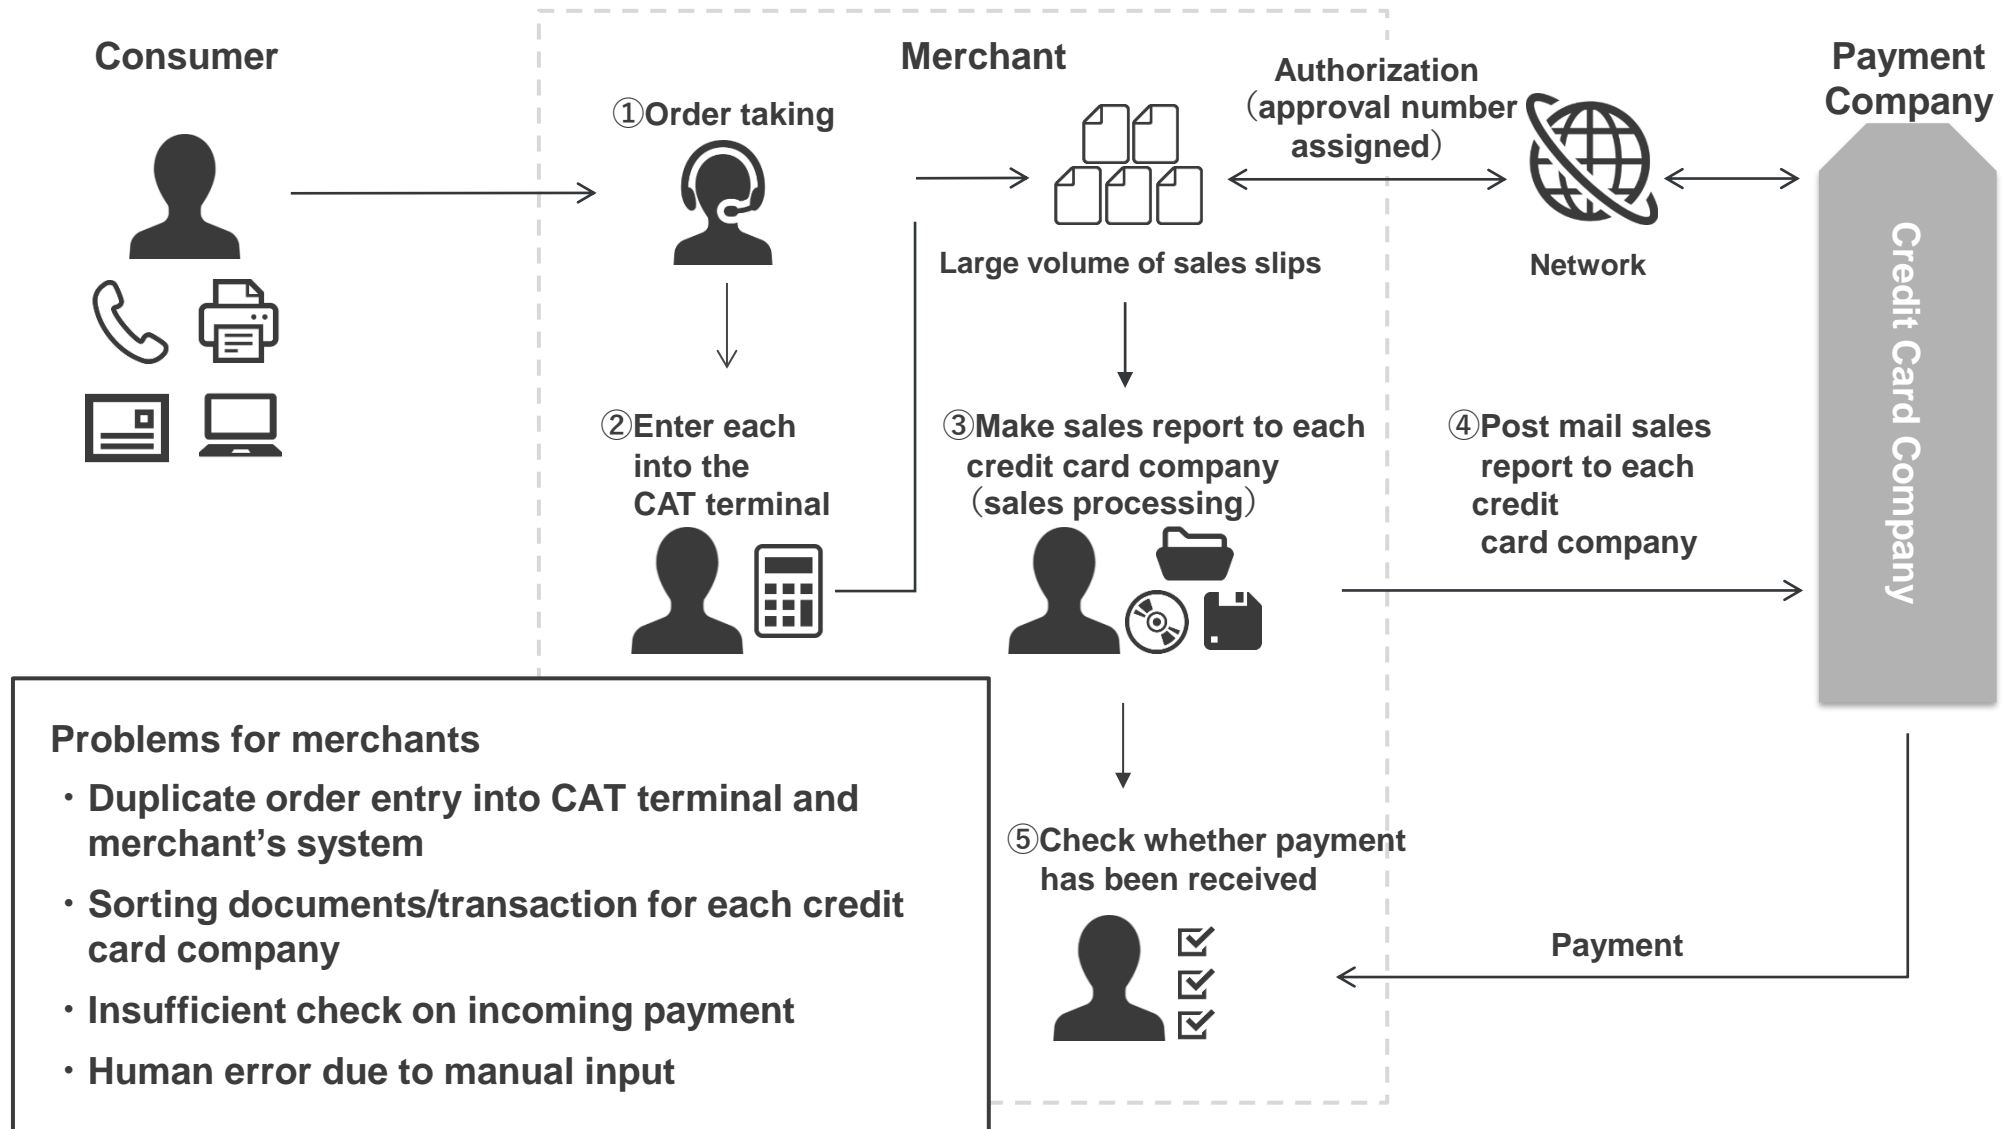 Consumer
Merchant
Payment
Company
①Order taking
Authorization
（approval number
assigned）
Large volume of sales slips
Network
Credit Card Company
②Enter each
into the
CAT terminal
③Make sales report to each
credit card company
（sales processing）
④Post mail sales
report to each
credit
card company
⑤Check whether payment
has been received
Payment
Problems for merchants
・Duplicate order entry into CAT terminal and
merchant’s system
・Sorting documents/transaction for each credit
card company
・Insufficient check on incoming payment
・Human error due to manual input